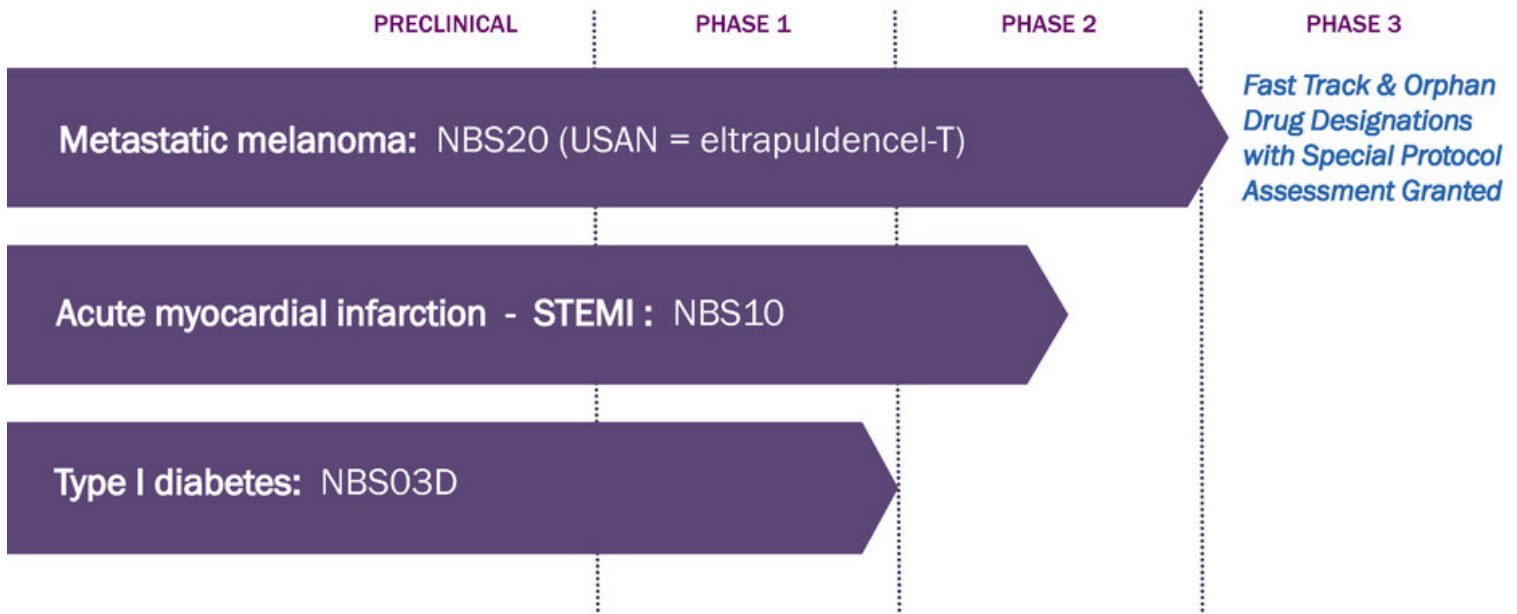 PRECLINICAL PHASE 1 PHASE 2 PHASE 3
Metastatic melanoma: NBS20 (USAN = eltrapuldencel-T)
Fast Track & Orphan
Drug Designations
with Special Protocol
Assessment Granted
Acute myocardial infarction - STEMI : NBS10
Type I diabetes: NBS03D